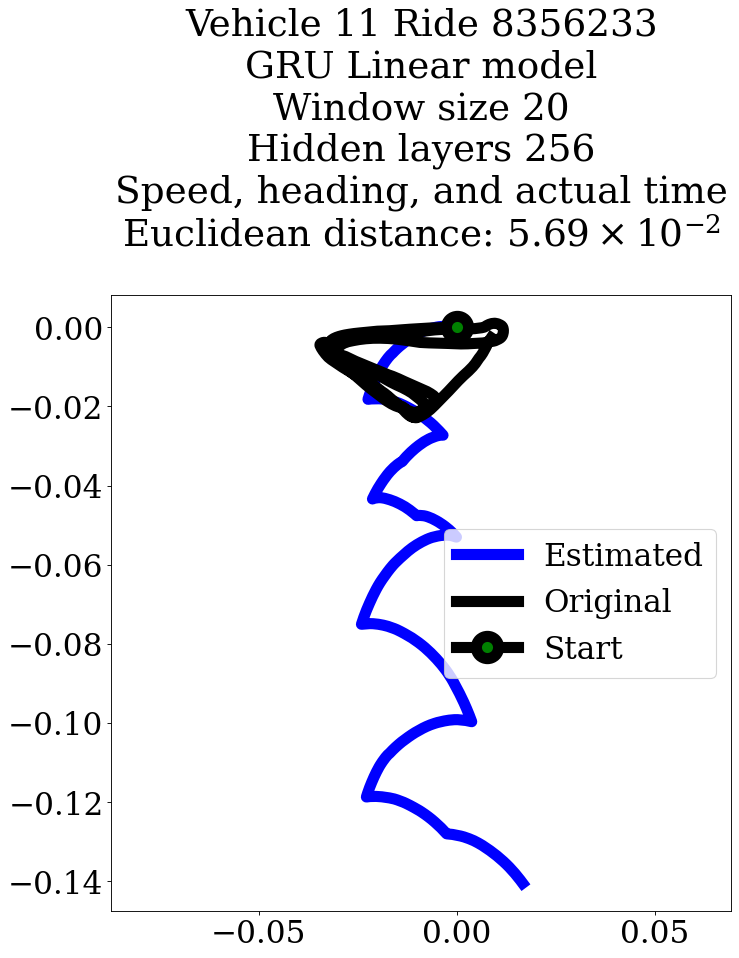 Vehicle 11 Ride 8356233
GRU Linear model
Window size 20
Hidden layers 256
Speed, heading, and actual time
Euclidean distance: 5.69 × 10⁻²
0.00
−0.02
−0.04
−0.06
−0.08
−0.10
−0.12
−0.14
Estimated
Original
Start
−0.05 0.00 0.05